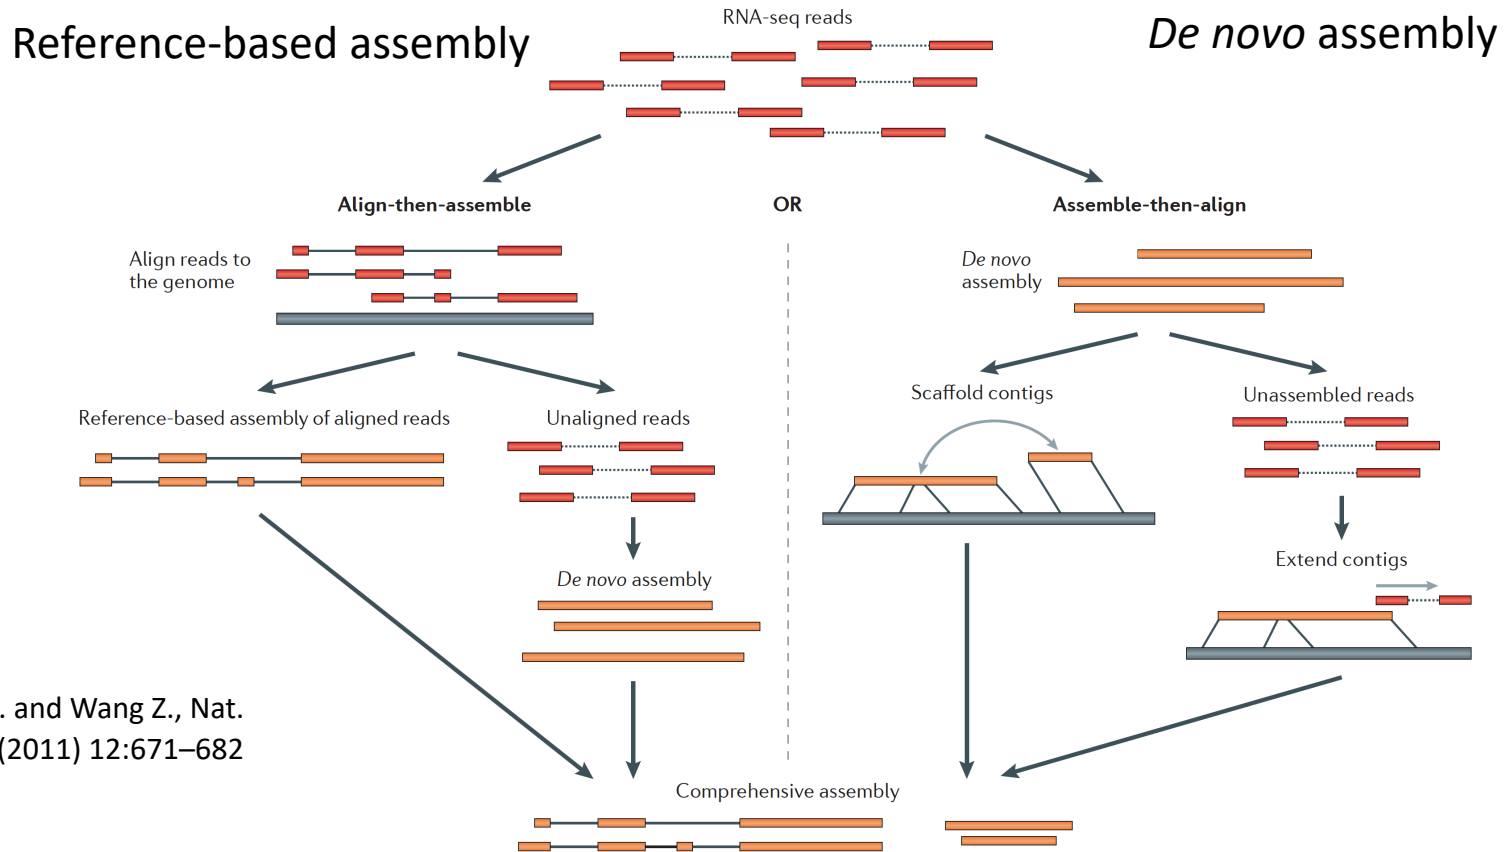 RNA-seq reads
Reference-based assembly
De novo assembly
Align-then-assemble
OR
Assemble-then-align
Align reads to
the genome
De novo
assembly
Reference-based assembly of aligned reads
Unaligned reads
Scaffold contigs
Unassembled reads
De novo assembly
Extend contigs
. and Wang Z., Nat.
(2011) 12:671–682
Comprehensive assembly